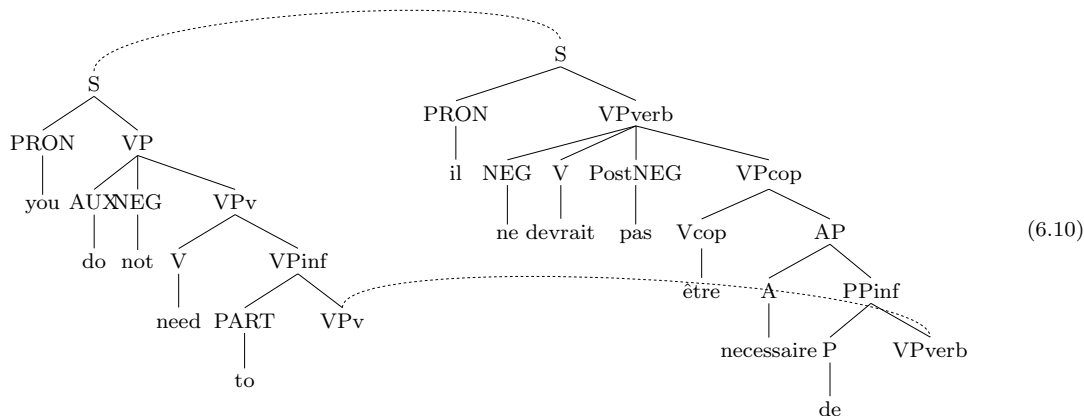 S
S
PRON VPverb
PRON VP
il NEG V PostNEG VPcop
you AUX NEG VPv
ne devrait pas Vcop AP
(6.10)
do not V VPinf
être A PPinf
need PART VPv
necessaire P VPverb
to
de